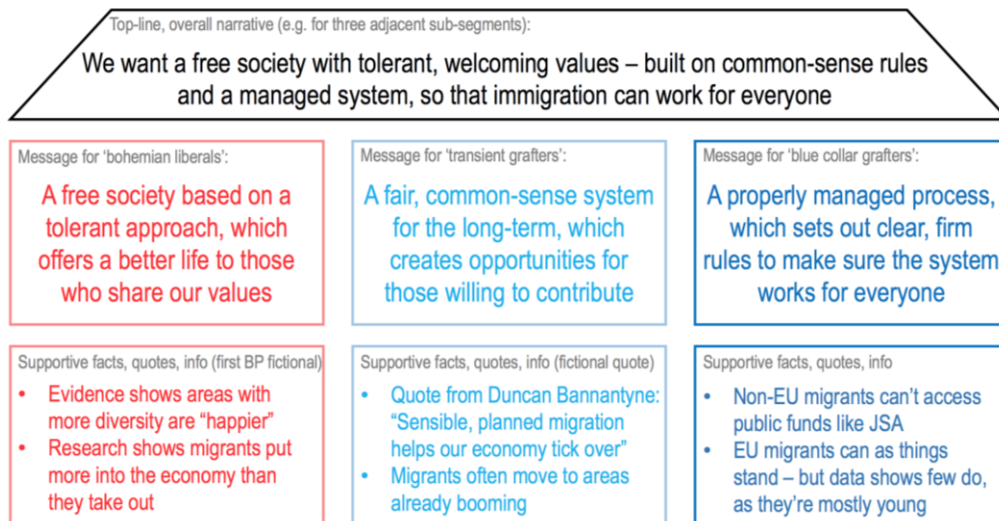 Top-line, overall narrative (e.g. for three adjacent sub-segments):
We want a free society with tolerant, welcoming values – built on common-sense rules
and a managed system, so that immigration can work for everyone
Message for ‘bohemian liberals’:
A free society based on a
tolerant approach, which
offers a better life to those
who share our values
Message for ‘transient grafters’:
A fair, common-sense system
for the long-term, which
creates opportunities for
those willing to contribute
Message for ‘blue collar grafters’:
A properly managed process,
which sets out clear, firm
rules to make sure the system
works for everyone
Supportive facts, quotes, info (first BP fictional)
• Evidence shows areas with
more diversity are “happier”
• Research shows migrants put
more into the economy than
they take out
Supportive facts, quotes, info (fictional quote)
• Quote from Duncan Bannantyne:
“Sensible, planned migration
helps our economy tick over”
• Migrants often move to areas
already booming
Supportive facts, quotes, info
• Non-EU migrants can’t access
public funds like JSA
• EU migrants can as things
stand – but data shows few do,
as they’re mostly young